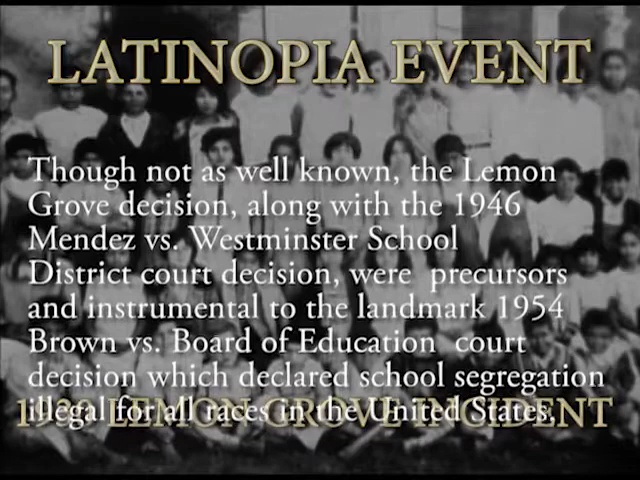 LATINOPIA EVENT
Though not as well known, the Lemon
Grove decision, along with the 1946
Mendez vs. Westminster School
District court decision, were  precursors
and instrumental to the landmark 1954
Brown vs. Board of Education  court
decision which declared school segregation
illegal for all races in the United States.
1930 LEMON GROVE INCIDENT